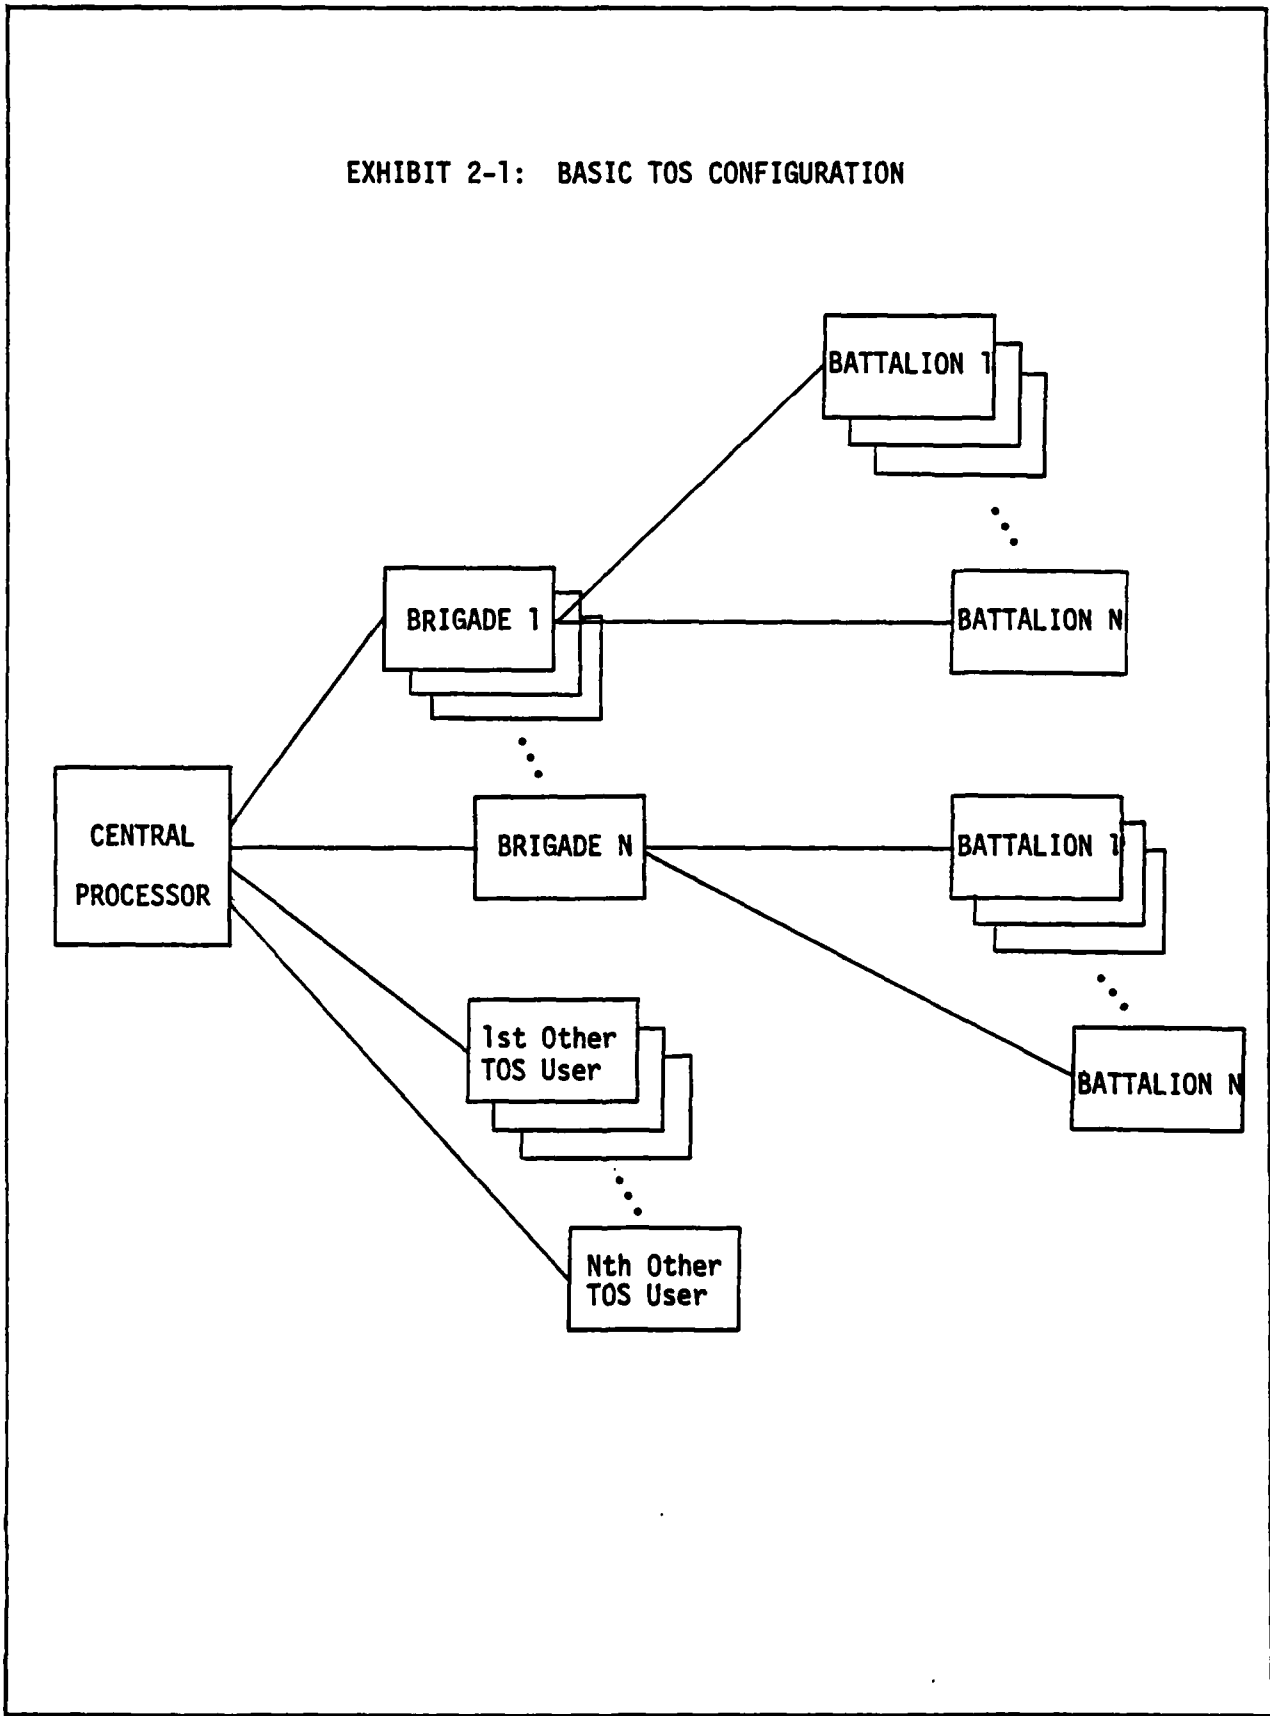 EXHIBIT 2-1: BASIC TOS CONFIGURATION
BATTALION 1
BRIGADE 1
BATTALION N
CENTRAL
PROCESSOR
BRIGADE N
BATTALION 1
1st Other
TOS User
BATTALION N
Nth Other
TOS User